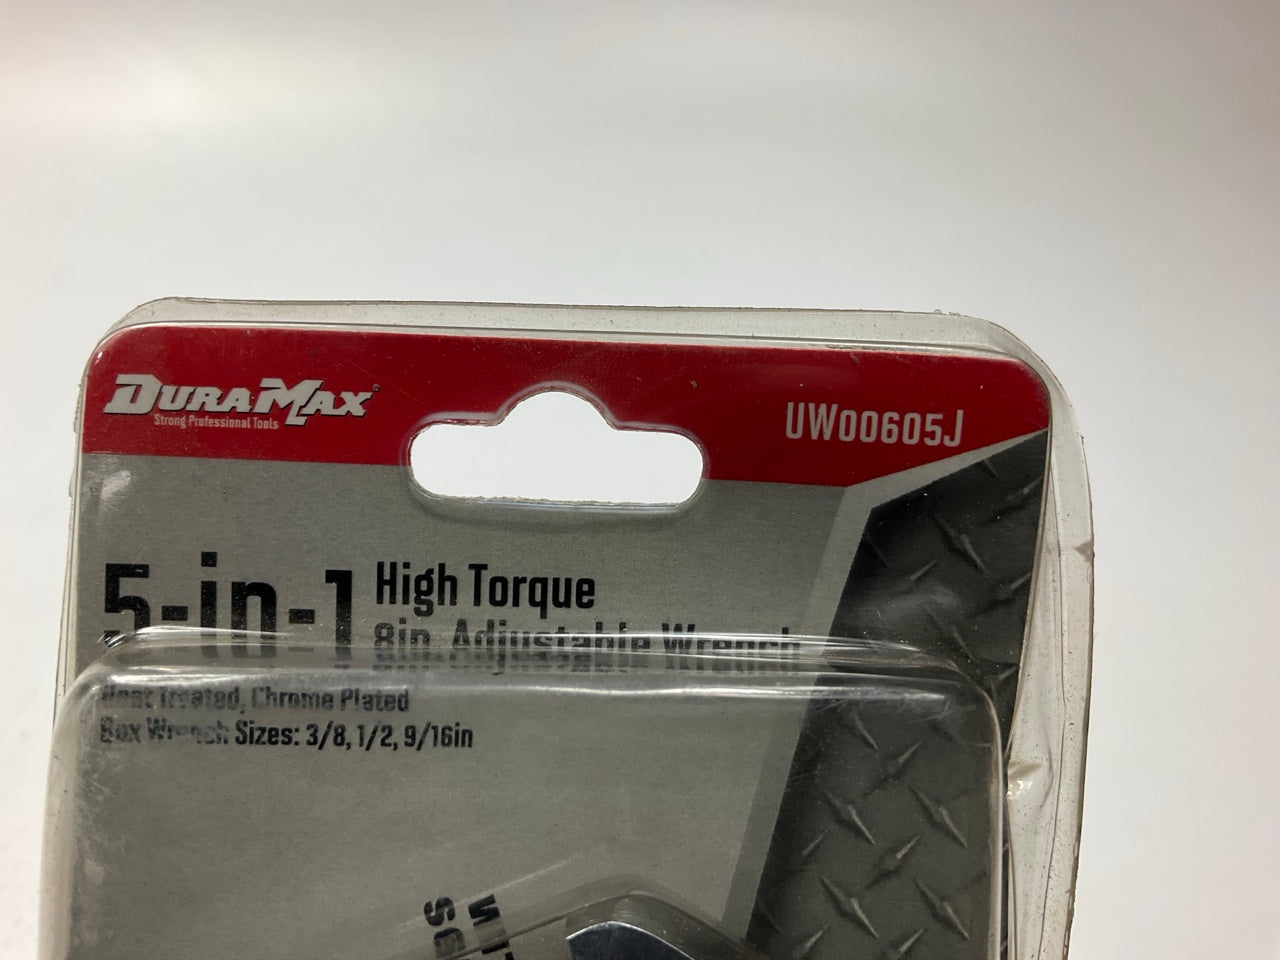 DURAMAX®
Strong Professional Tools
UW00605J
5-in-1
High Torque
8in. Adjustable Wrench
Heat Treated, Chrome Plated
Box Wrench Sizes: 3/8, 1/2, 9/16in